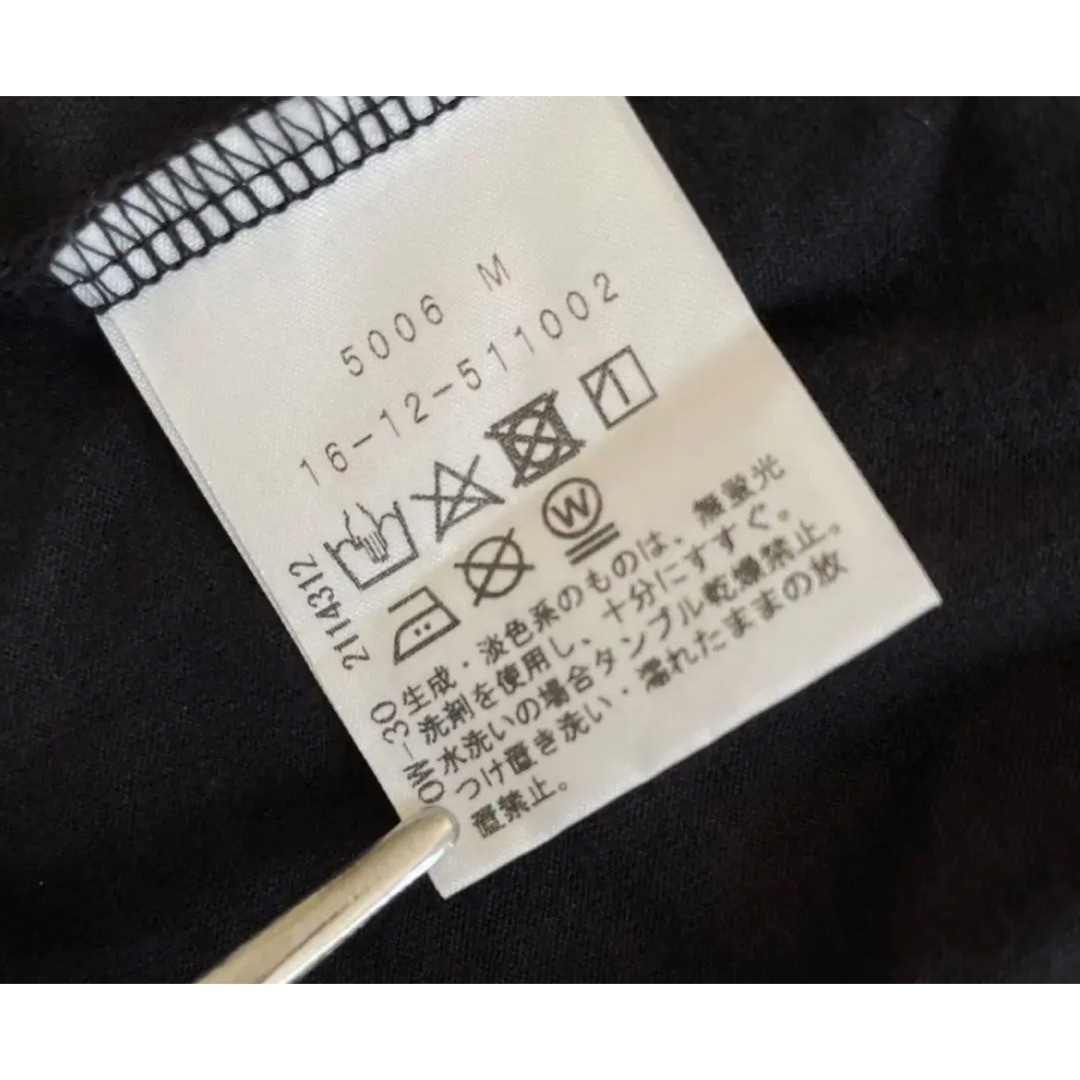 5006 M
16-12-511002
W
2114312
OW-30
生成・淡色系のものは、無蛍光
洗剤を使用し、十分にすすぐ。
水洗いの場合タンブル乾燥禁止。
つけ置き洗い・濡れたままの放
置禁止。